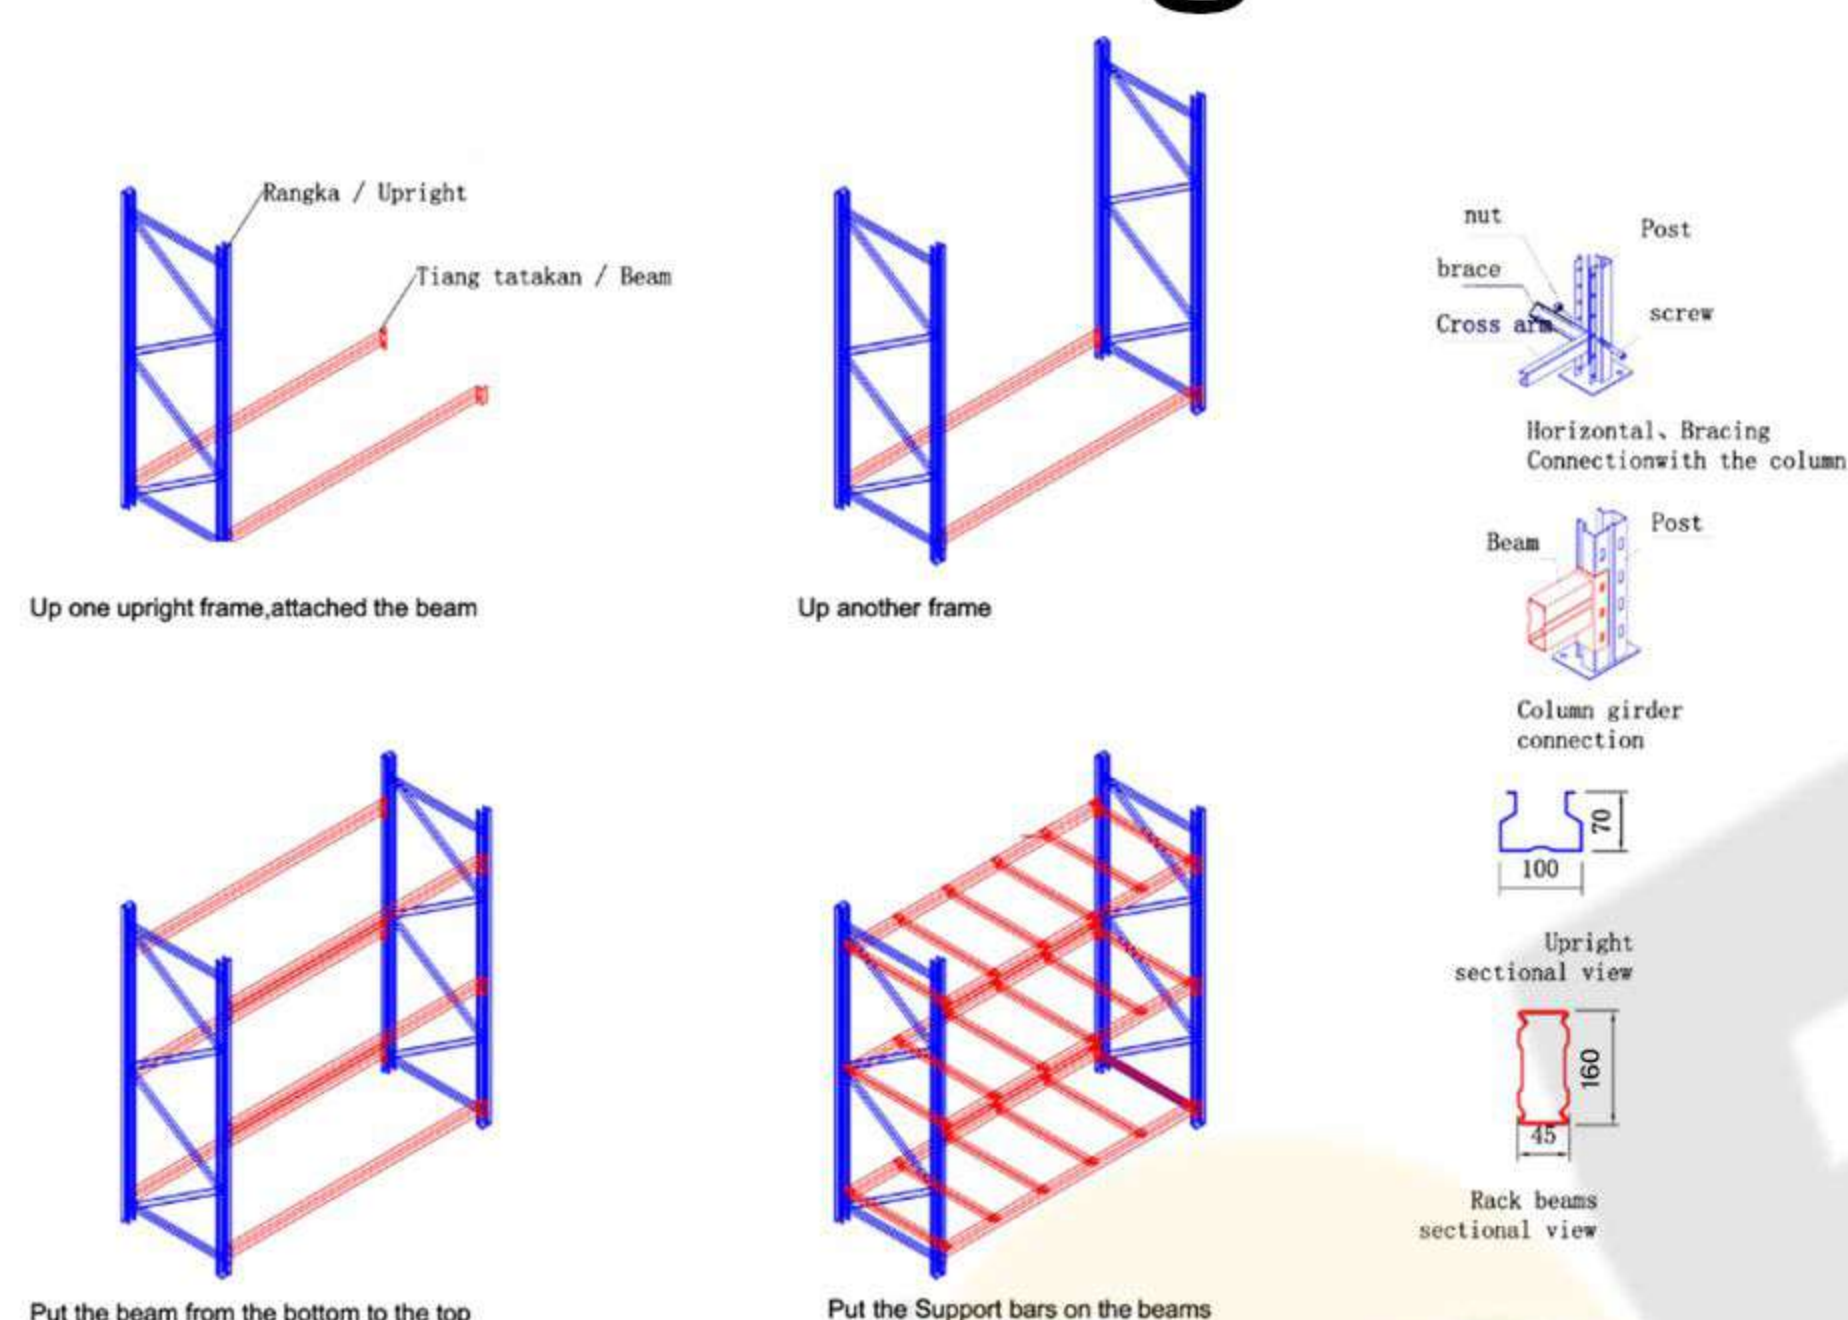 Rangka / Upright
Tiang tatakan / Beam
Up one upright frame,attached the beam
Up another frame
nut
Post
brace
screw
Cross arm
Horizontal、Bracing
Connectionwith the column
Beam
Post
Column girder
connection
70
100
Upright
sectional view
160
45
Rack beams
sectional view
Put the beam from the bottom to the top
Put the Support bars on the beams